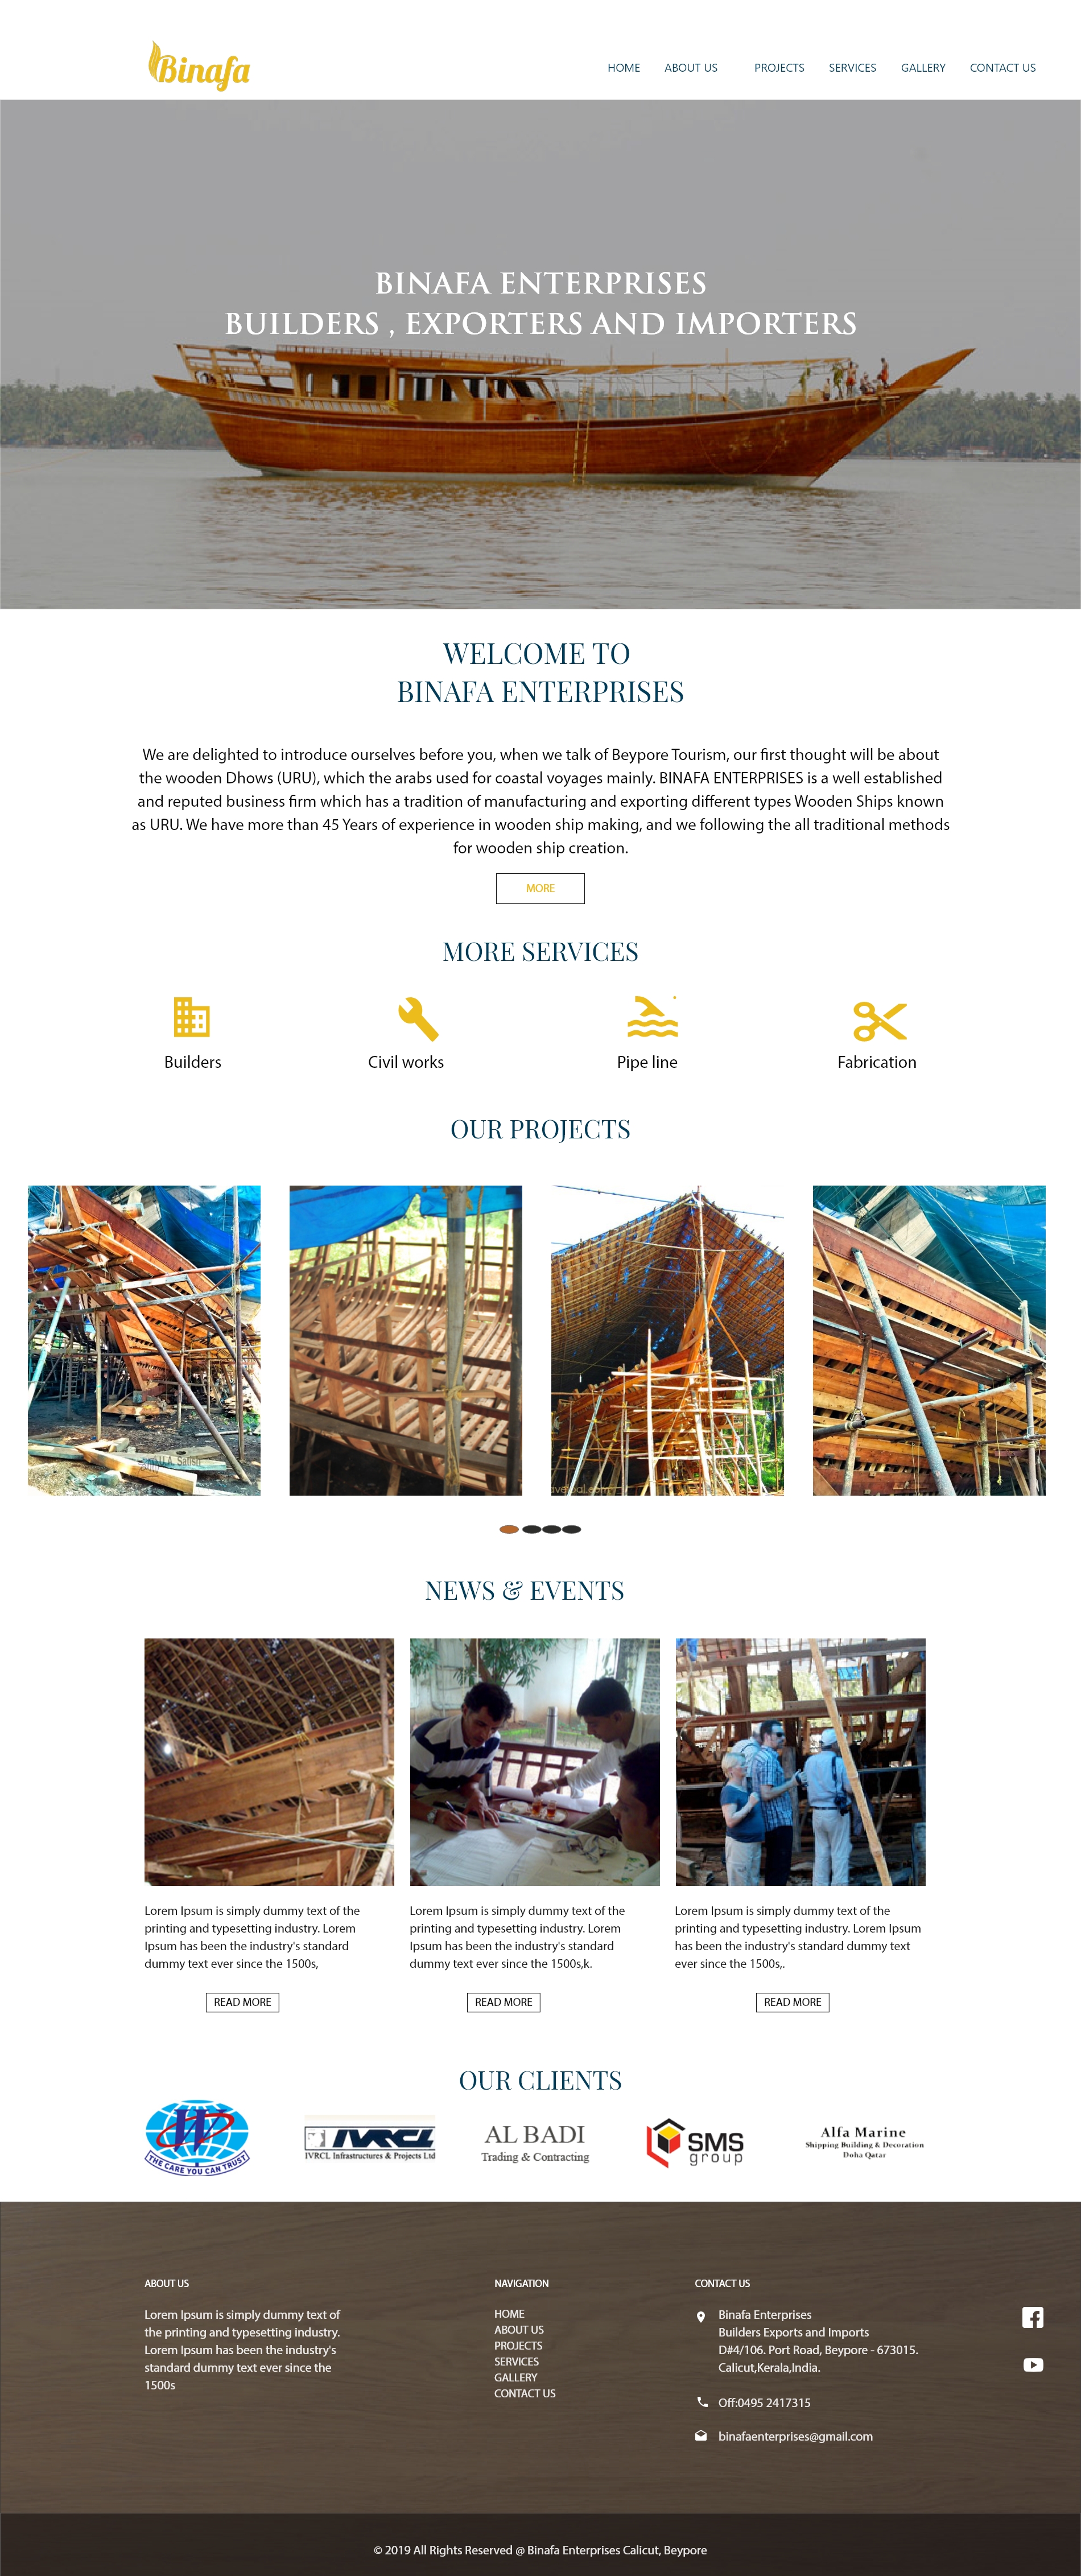 Binafa
HOME ABOUT US PROJECTS SERVICES GALLERY CONTACT US
BINAFA ENTERPRISES
BUILDERS , EXPORTERS AND IMPORTERS
WELCOME TO
BINAFA ENTERPRISES
We are delighted to introduce ourselves before you, when we talk of Beypore Tourism, our first thought will be about
the wooden Dhows (URU), which the arabs used for coastal voyages mainly. BINAFA ENTERPRISES is a well established
and reputed business firm which has a tradition of manufacturing and exporting different types Wooden Ships known
as URU. We have more than 45 Years of experience in wooden ship making, and we following the all traditional methods
for wooden ship creation.
MORE
MORE SERVICES
Builders
Civil works
Pipe line
Fabrication
OUR PROJECTS
NEWS & EVENTS
Lorem Ipsum is simply dummy text of the
printing and typesetting industry. Lorem
Ipsum has been the industry's standard
dummy text ever since the 1500s,
READ MORE
Lorem Ipsum is simply dummy text of the
printing and typesetting industry. Lorem
Ipsum has been the industry's standard
dummy text ever since the 1500s,k.
READ MORE
Lorem Ipsum is simply dummy text of the
printing and typesetting industry. Lorem Ipsum
has been the industry's standard dummy text
ever since the 1500s,.
READ MORE
OUR CLIENTS
THE CARE YOU CAN TRUST
IVRCL
IVRCL Infrastructures & Projects Ltd
AL BADI
Trading & Contracting
SMS
group
Alfa Marine
Shipping Building & Decoration
Doha Qatar
ABOUT US
Lorem Ipsum is simply dummy text of
the printing and typesetting industry.
Lorem Ipsum has been the industry's
standard dummy text ever since the
1500s
NAVIGATION
HOME
ABOUT US
PROJECTS
SERVICES
GALLERY
CONTACT US
CONTACT US
Binafa Enterprises
Builders Exports and Imports
D#4/106. Port Road, Beypore - 673015.
Calicut,Kerala,India.
Off:0495 2417315
binafaenterprises@gmail.com
© 2019 All Rights Reserved @ Binafa Enterprises Calicut, Beypore